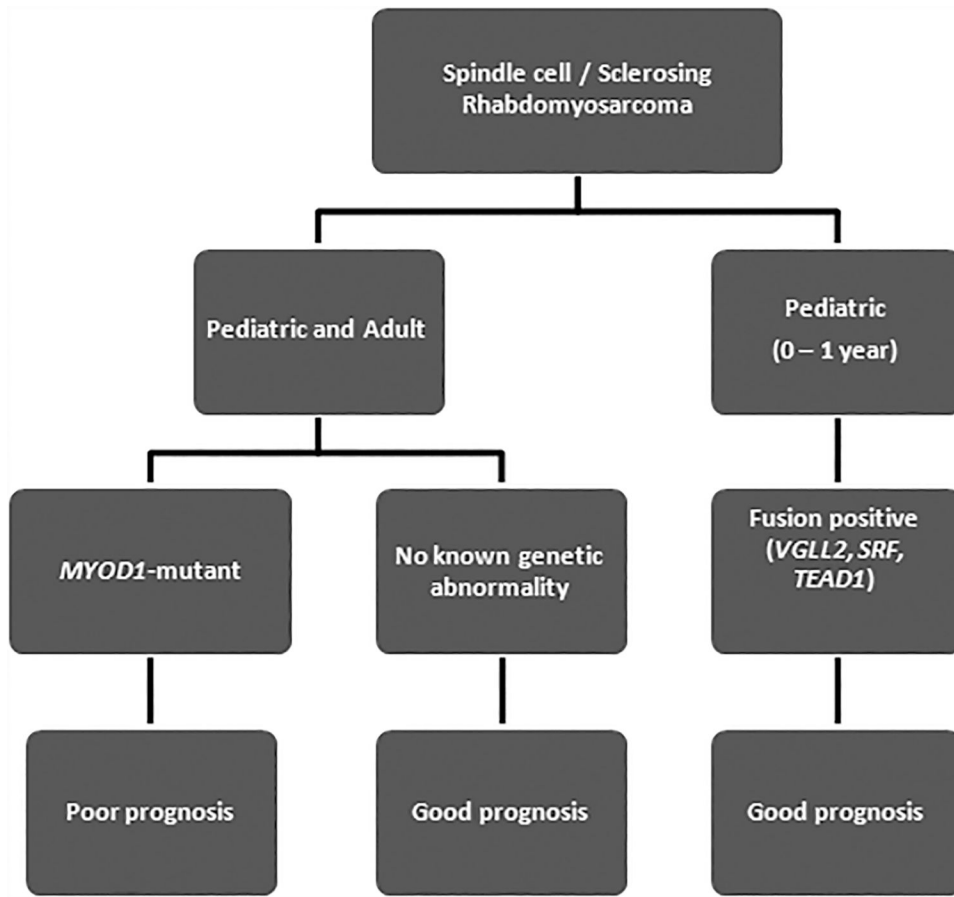 Spindle cell / Sclerosing
Rhabdomyosarcoma
Pediatric and Adult
Pediatric
(0 – 1 year)
MYOD1-mutant
No known genetic
abnormality
Fusion positive
(VGLL2, SRF,
TEAD1)
Poor prognosis
Good prognosis
Good prognosis